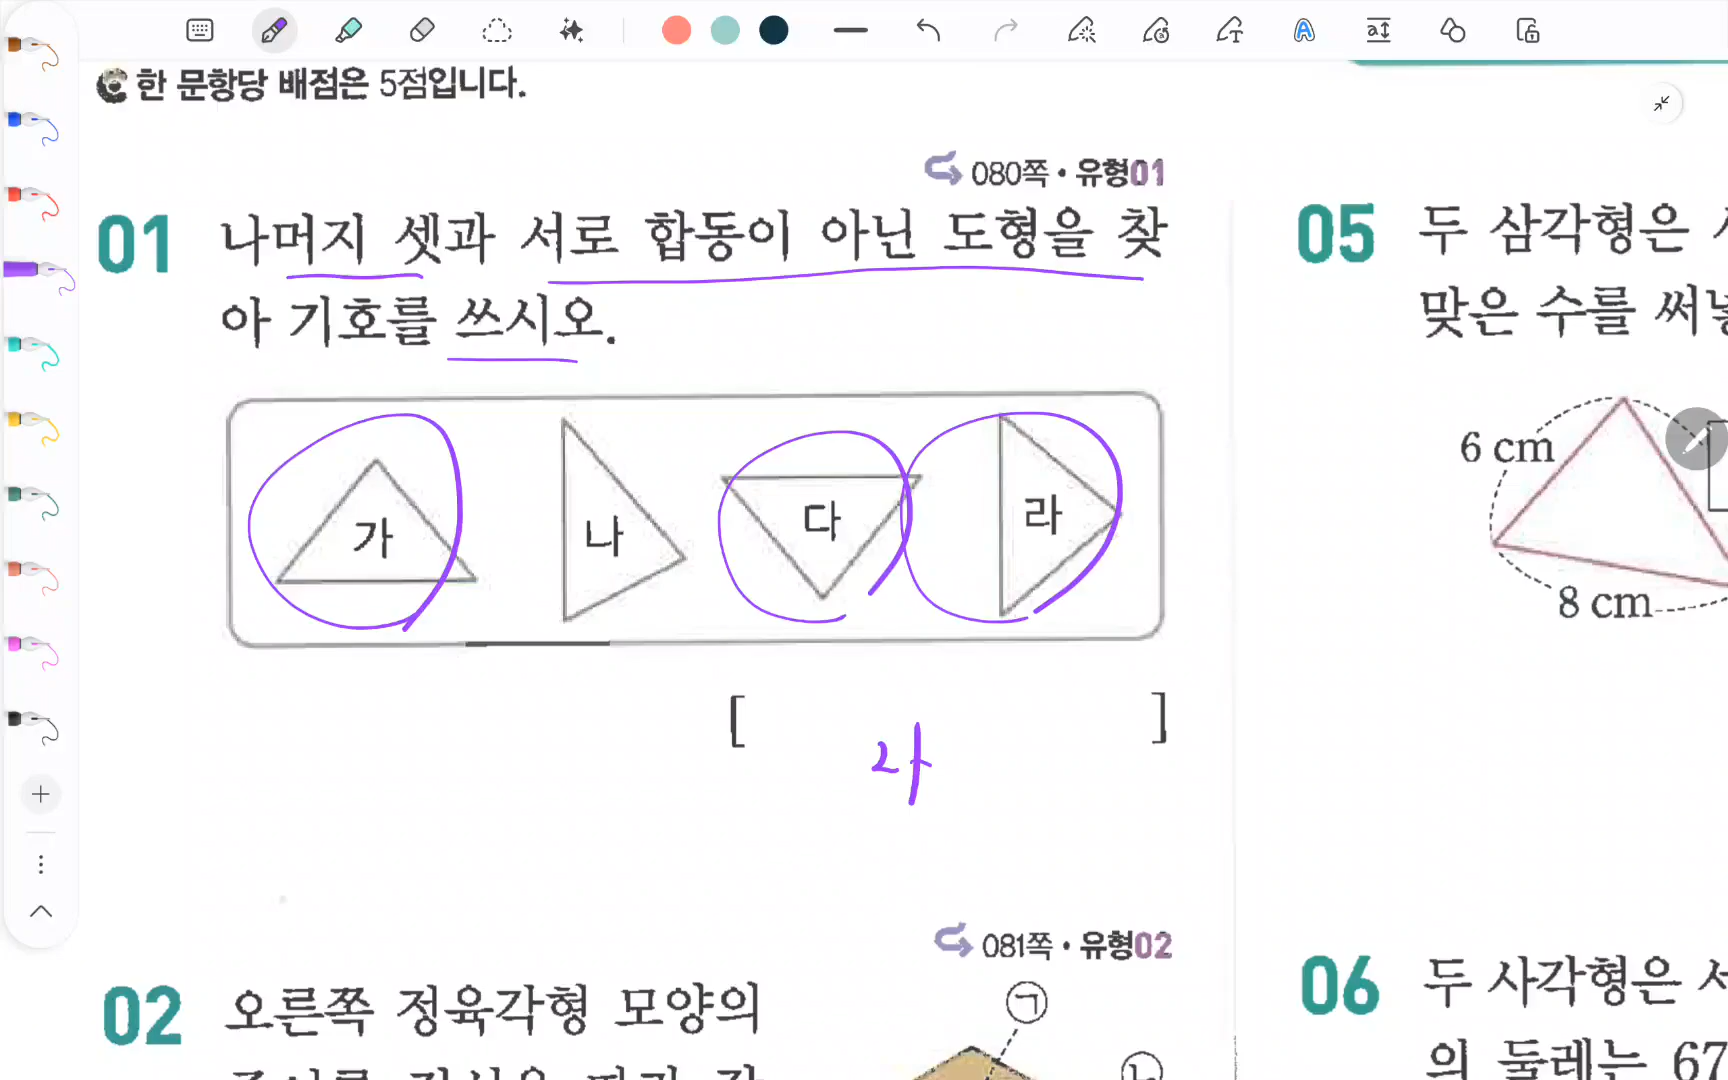 한 문항당 배점은 5점입니다.
080쪽 • 유형01
01 나머지 셋과 서로 합동이 아닌 도형을 찾
아 기호를 쓰시오.
가 나 다 라
[ ]
081쪽 • 유형02
02 오른쪽 정육각형 모양의
㉠
05 두 삼각형은
맞은 수를 써넣
6 cm
8 cm
06 두 사각형은 서
의 둘레는 67